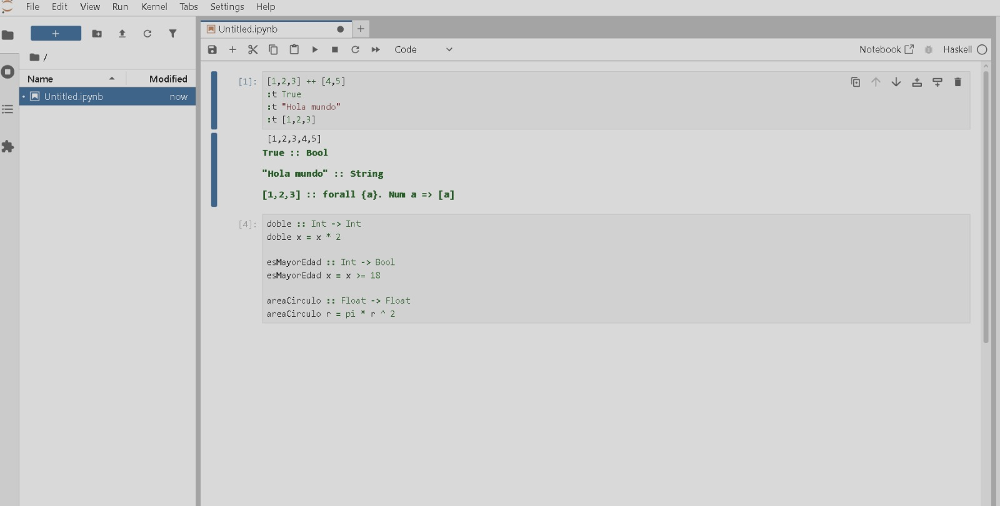 File Edit View Run Kernel Tabs Settings Help
+
/
Name Modified
Untitled.ipynb now
Untitled.ipynb
+
Code
Notebook
Haskell
[1]:
[1,2,3] ++ [4,5]
:t True
:t "Hola mundo"
:t [1,2,3]
[1,2,3,4,5]
True :: Bool
"Hola mundo" :: String
[1,2,3] :: forall {a}. Num a => [a]
[4]:
doble :: Int -> Int
doble x = x * 2
esMayorEdad :: Int -> Bool
esMayorEdad x = x >= 18
areaCirculo :: Float -> Float
areaCirculo r = pi * r ^ 2